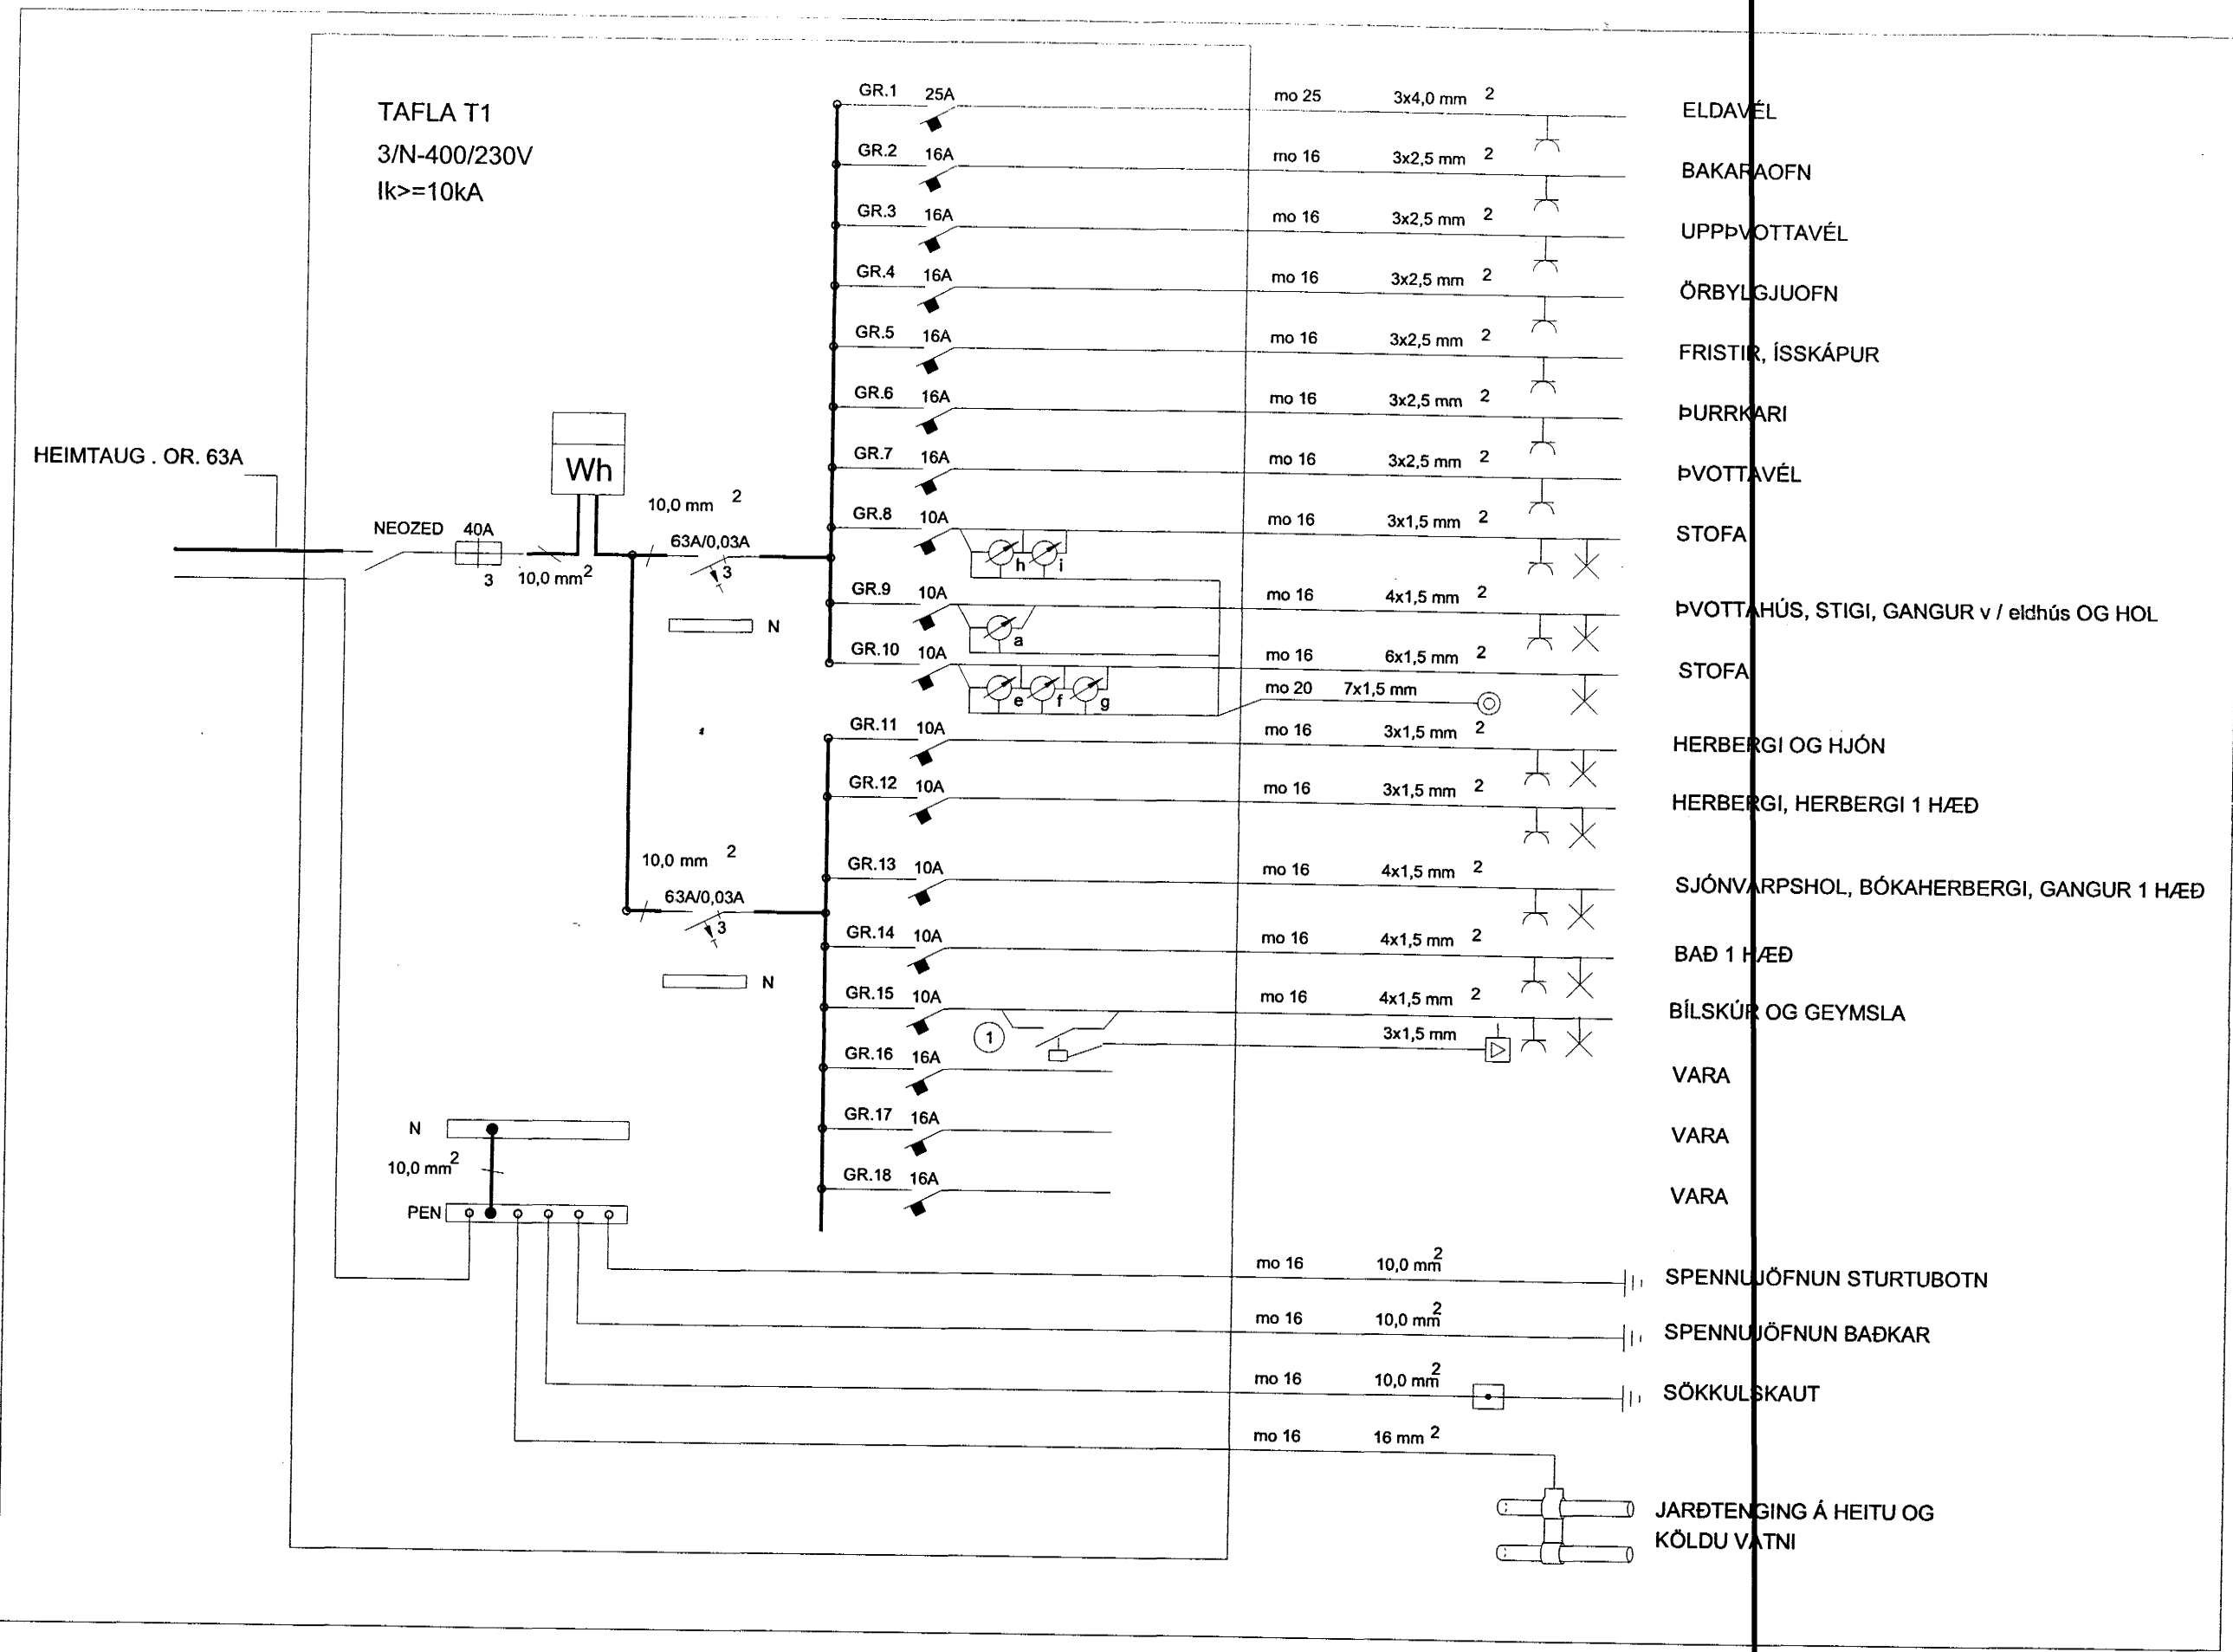 TAFLA T1
3/N-400/230V
Ik>=10kA
HEIMTAUG . OR. 63A
NEOZED 40A
3
10,0 mm2
Wh
10,0 mm 2
63A/0,03A
3
N
GR.1 25A mo 25 3x4,0 mm 2 ELDAVÉL
GR.2 16A mo 16 3x2,5 mm 2 BAKARAOFN
GR.3 16A mo 16 3x2,5 mm 2 UPPÞVOTTAVÉL
GR.4 16A mo 16 3x2,5 mm 2 ÖRBYLGJUOFN
GR.5 16A mo 16 3x2,5 mm 2 FRISTIR, ÍSSKÁPUR
GR.6 16A mo 16 3x2,5 mm 2 ÞURRKARI
GR.7 16A mo 16 3x2,5 mm 2 ÞVOTTAVÉL
GR.8 10A mo 16 3x1,5 mm 2 STOFA
h i
GR.9 10A mo 16 4x1,5 mm 2 ÞVOTTAHÚS, STIGI, GANGUR v / eldhús OG HOL
a
GR.10 10A mo 16 6x1,5 mm 2 STOFA
e f g
mo 20 7x1,5 mm
10,0 mm 2
63A/0,03A
3
N
GR.11 10A mo 16 3x1,5 mm 2 HERBERGI OG HJÓN
GR.12 10A mo 16 3x1,5 mm 2 HERBERGI, HERBERGI 1 HÆÐ
GR.13 10A mo 16 4x1,5 mm 2 SJÓNVARPSHOL, BÓKAHERBERGI, GANGUR 1 HÆÐ
GR.14 10A mo 16 4x1,5 mm 2 BAÐ 1 HÆÐ
GR.15 10A mo 16 4x1,5 mm 2 BÍLSKÚR OG GEYMSLA
1 3x1,5 mm
GR.16 16A VARA
GR.17 16A VARA
GR.18 16A VARA
N
10,0 mm2
PEN
mo 16 10,0 mm2 SPENNUJÖFNUN STURTUBOTN
mo 16 10,0 mm2 SPENNUJÖFNUN BAÐKAR
mo 16 10,0 mm2 SÖKKULSKAUT
mo 16 16 mm 2
JARÐTENGING Á HEITU OG
KÖLDU VATNI